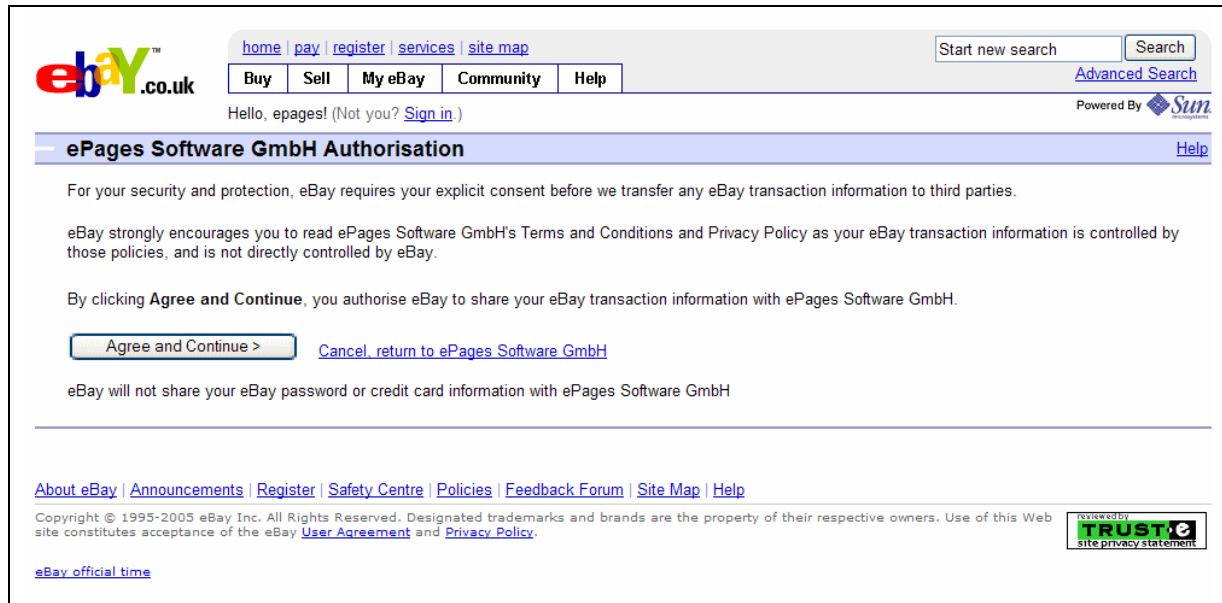 home | pay | register | services | site map
Start new search Search
ebaY™.co.uk
Buy Sell My eBay Community Help
Advanced Search
Hello, epages! (Not you? Sign in.)
Powered By Sun
microsystems
ePages Software GmbH Authorisation
Help
For your security and protection, eBay requires your explicit consent before we transfer any eBay transaction information to third parties.
eBay strongly encourages you to read ePages Software GmbH's Terms and Conditions and Privacy Policy as your eBay transaction information is controlled by
those policies, and is not directly controlled by eBay.
By clicking Agree and Continue, you authorise eBay to share your eBay transaction information with ePages Software GmbH.
Agree and Continue > Cancel, return to ePages Software GmbH
eBay will not share your eBay password or credit card information with ePages Software GmbH
About eBay | Announcements | Register | Safety Centre | Policies | Feedback Forum | Site Map | Help
Copyright © 1995-2005 eBay Inc. All Rights Reserved. Designated trademarks and brands are the property of their respective owners. Use of this Web
site constitutes acceptance of the eBay User Agreement and Privacy Policy.
reviewed by
TRUST·e
site privacy statement
eBay official time